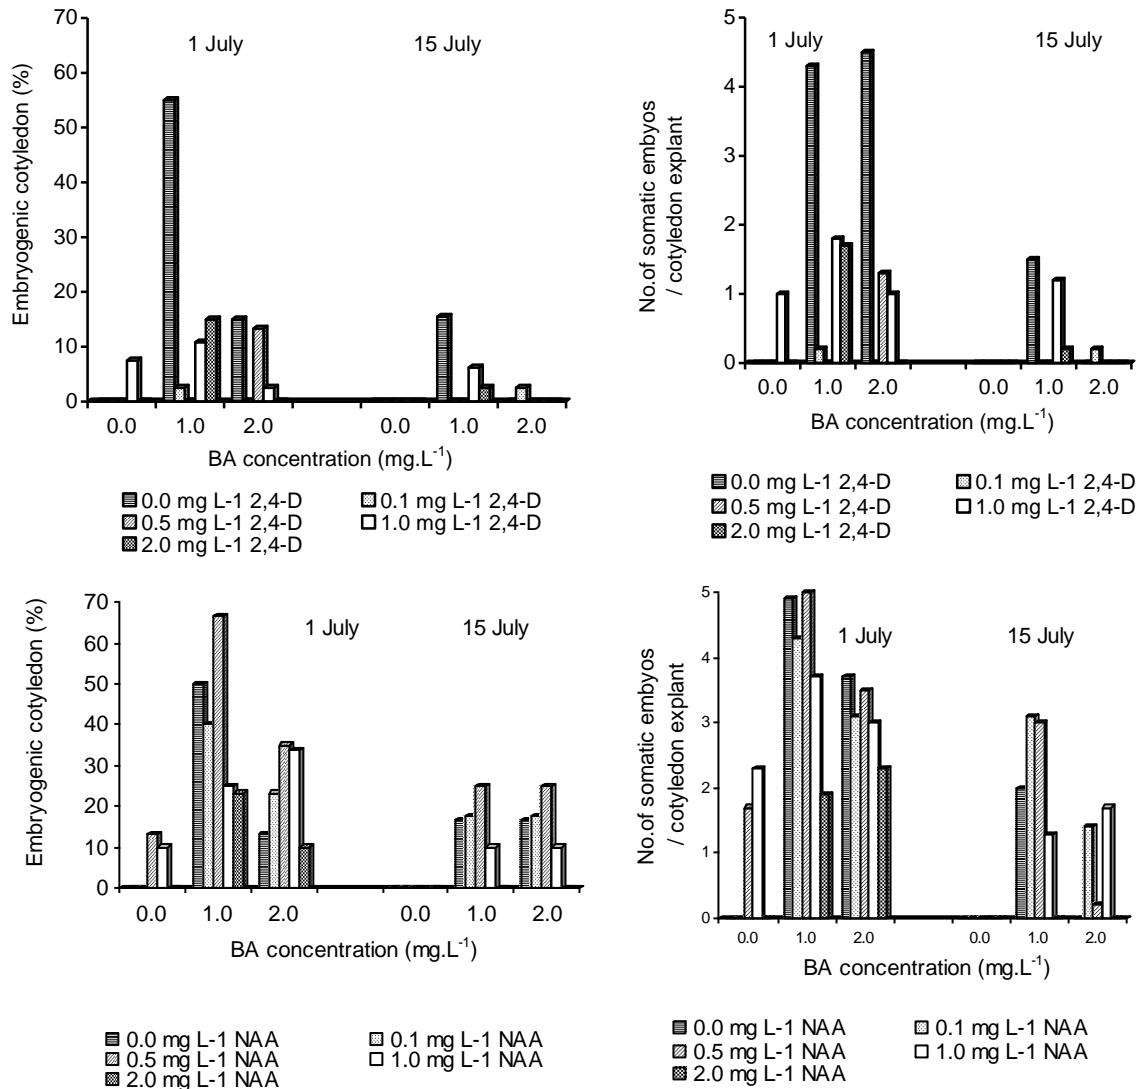 70
60
50
40
30
20
10
0
Embryogenic cotyledon (%)
1 July 15 July
0.0 1.0 2.0 0.0 1.0 2.0
BA concentration (mg.L-1)
0.0 mg L-1 2,4-D 0.1 mg L-1 2,4-D
0.5 mg L-1 2,4-D 1.0 mg L-1 2,4-D
2.0 mg L-1 2,4-D
5
4
3
2
1
0
No.of somatic embyos
/ cotyledon explant
1 July 15 July
0.0 1.0 2.0 0.0 1.0 2.0
BA concentration (mg.L-1)
0.0 mg L-1 2,4-D 0.1 mg L-1 2,4-D
0.5 mg L-1 2,4-D 1.0 mg L-1 2,4-D
2.0 mg L-1 2,4-D
70
60
50
40
30
20
10
0
Embryogenic cotyledon (%)
1 July 15 July
0.0 1.0 2.0 0.0 1.0 2.0
BA concentration (mg.L-1)
0.0 mg L-1 NAA 0.1 mg L-1 NAA
0.5 mg L-1 NAA 1.0 mg L-1 NAA
2.0 mg L-1 NAA
5
4
3
2
1
0
No.of somatic embyos
/ cotyledon explant
1 July 15 July
0.0 1.0 2.0 0.0 1.0 2.0
BA concentration (mg.L-1)
0.0 mg L-1 NAA 0.1 mg L-1 NAA
0.5 mg L-1 NAA 1.0 mg L-1 NAA
2.0 mg L-1 NAA